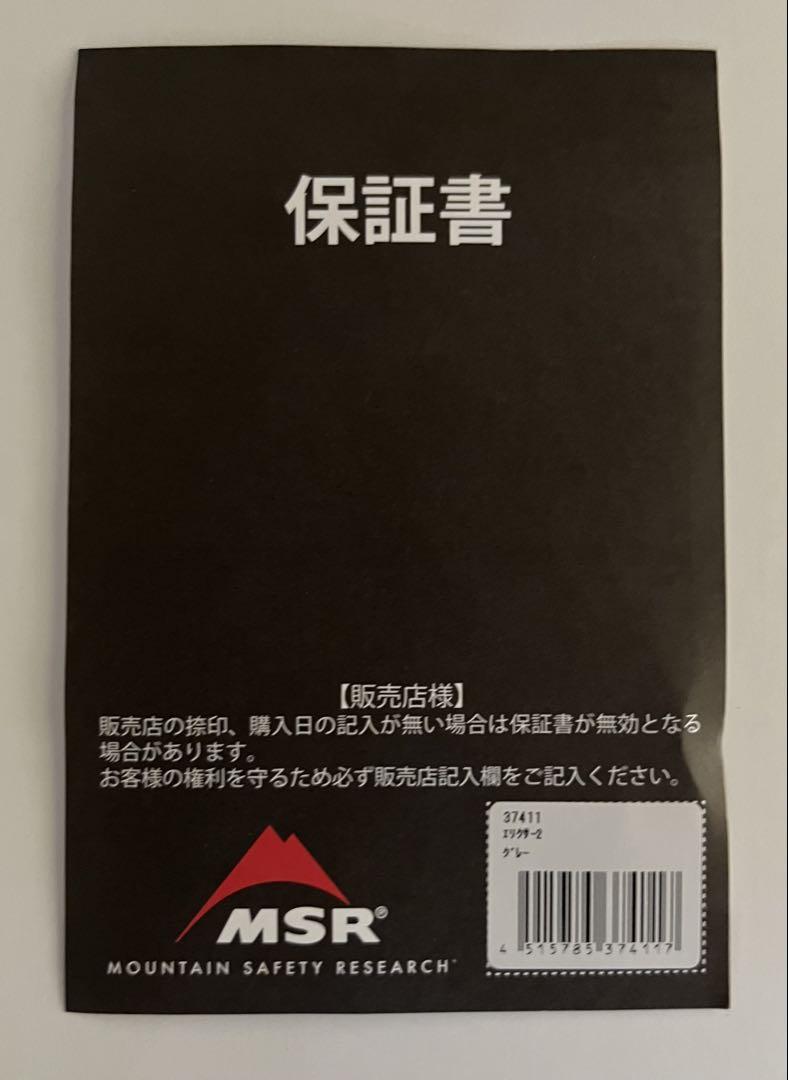 保証書
【販売店様】
販売店の捺印、購入日の記入が無い場合は保証書が無効となる
場合があります。
お客様の権利を守るため必ず販売店記入欄をご記入ください。
37411
ｴﾘｸｻｰ2
ｸﾞﾚｰ
4 515785 374117
MSR®
MOUNTAIN SAFETY RESEARCH